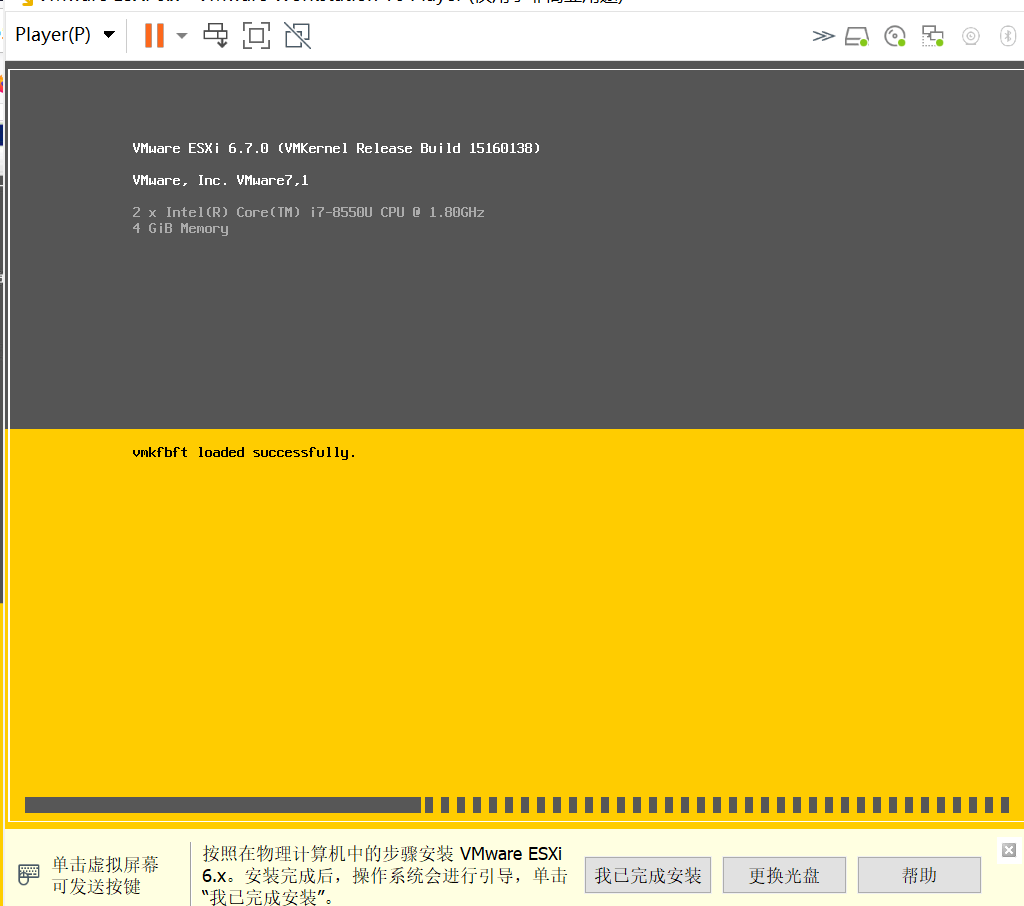 Player(P)
VMware ESXi 6.7.0 (VMKernel Release Build 15160138)
VMware, Inc. VMware7,1
2 x Intel(R) Core(TM) i7-8550U CPU @ 1.80GHz
4 GiB Memory
vmkfbft loaded successfully.
单击虚拟屏幕
可发送按键
按照在物理计算机中的步骤安装 VMware ESXi
6.x。安装完成后，操作系统会进行引导，单击
“我已完成安装”。
我已完成安装
更换光盘
帮助